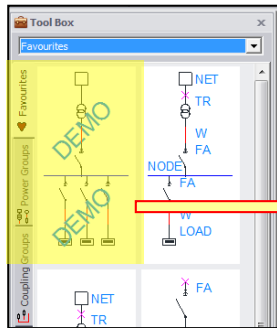 Tool Box
Favourites
Favourites
Power Groups
Coupling Groups
DEMO
DEMO
NET
TR
W
FA
NODE
FA
W
LOAD
NET
TR
FA